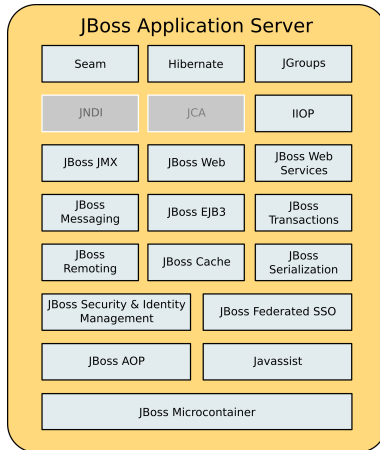 JBoss Application Server
Seam
Hibernate
JGroups
JNDI
JCA
IIOP
JBoss JMX
JBoss Web
JBoss Web
Services
JBoss
Messaging
JBoss EJB3
JBoss
Transactions
JBoss
Remoting
JBoss Cache
JBoss
Serialization
JBoss Security & Identity
Management
JBoss Federated SSO
JBoss AOP
Javassist
JBoss Microcontainer